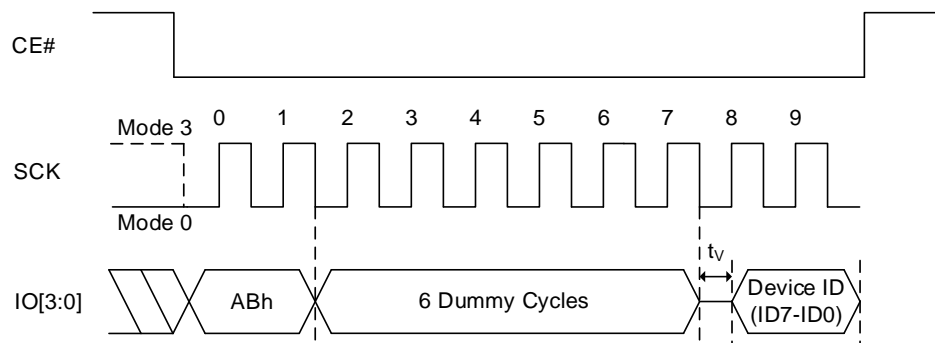 CE#
Mode 3
0 1 2 3 4 5 6 7 8 9
SCK
Mode 0
tV
IO[3:0]
ABh
6 Dummy Cycles
Device ID
(ID7-ID0)